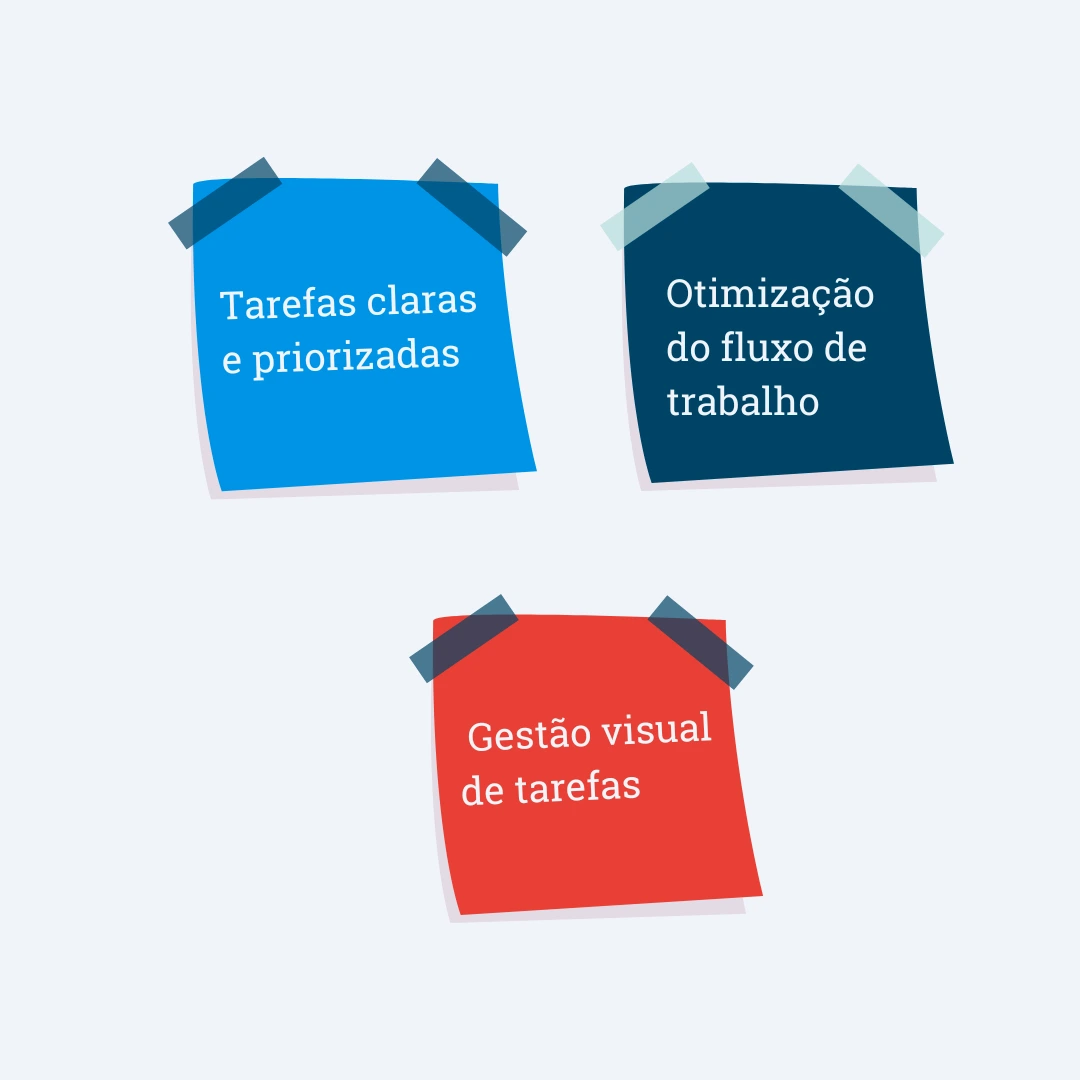 Tarefas claras
e priorizadas
Otimização
do fluxo de
trabalho
Gestão visual
de tarefas